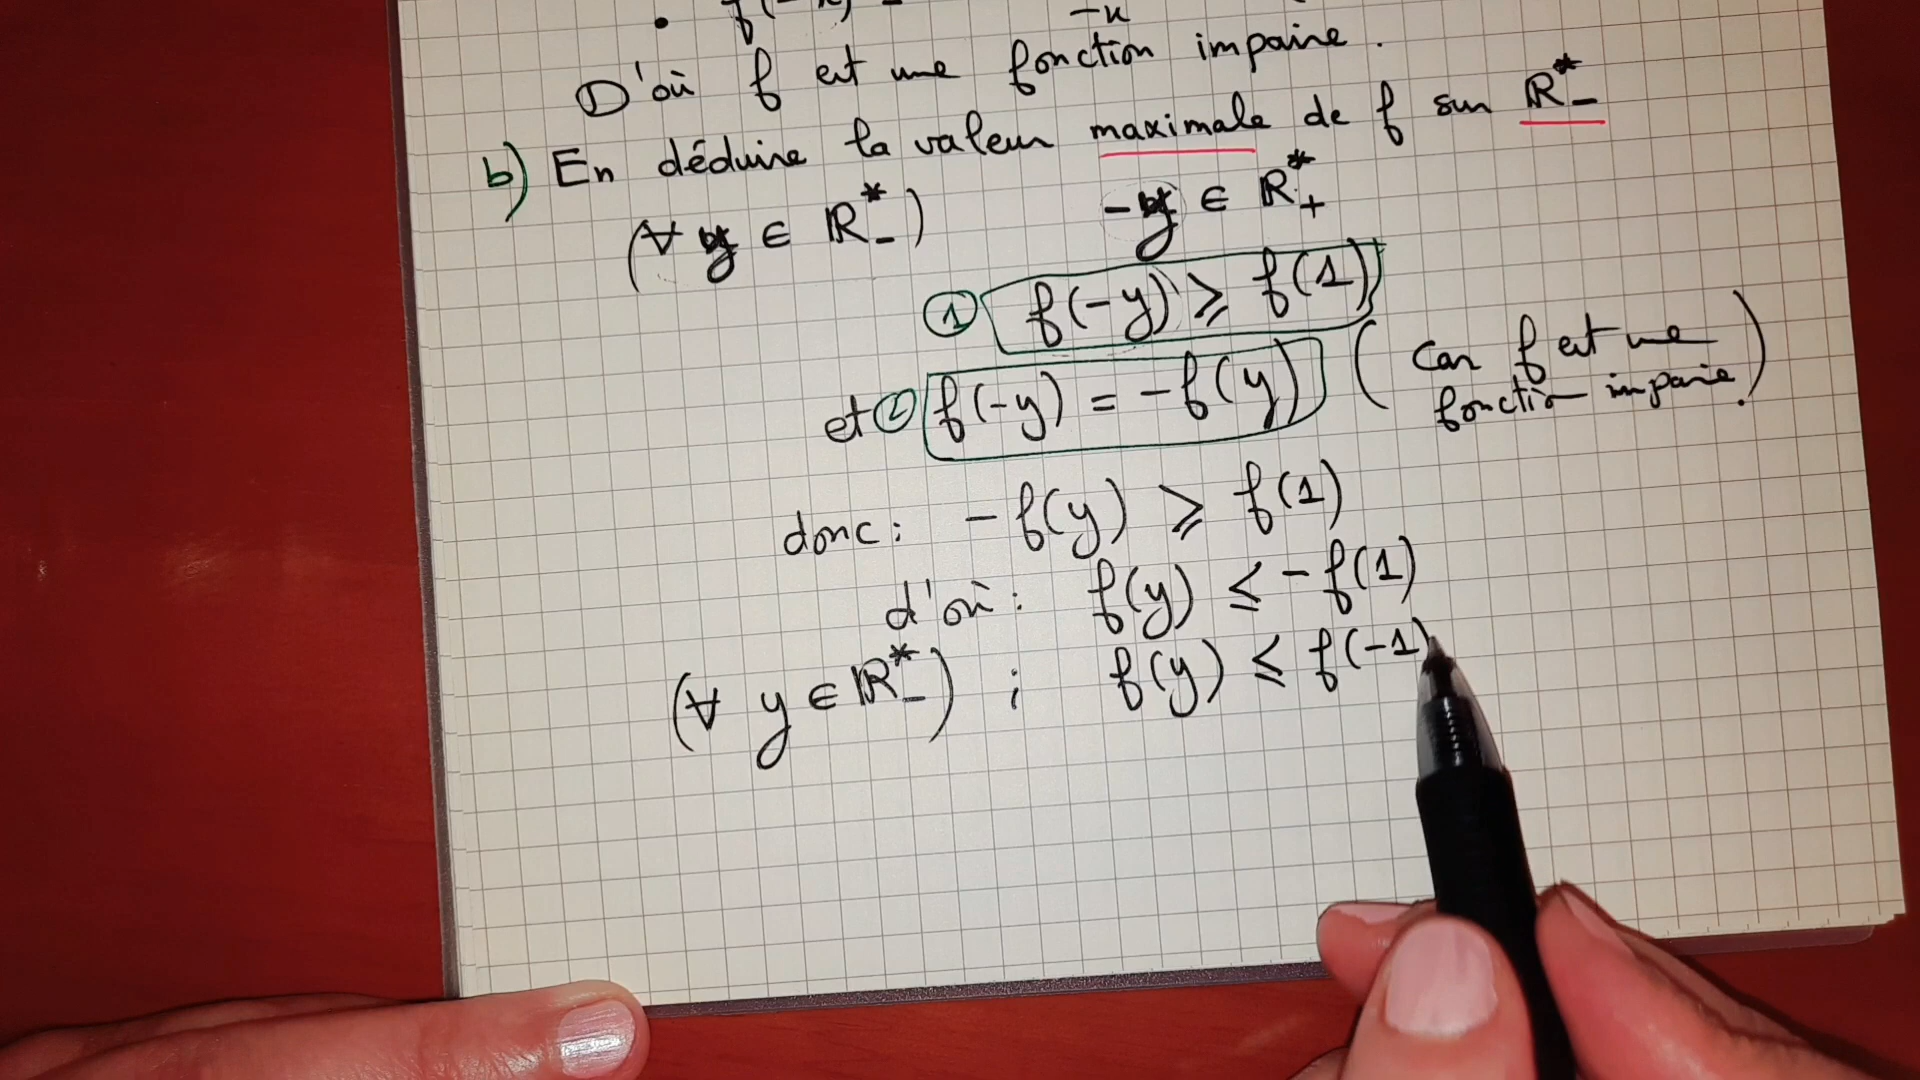 • f(-x) = -x
D'où f est une fonction impaire.
b) En déduire la valeur maximale de f sur ℝ*₋
(∀ y ∈ ℝ*₋) -y ∈ ℝ*₊
① f(-y) ≥ f(1)
et ② f(-y) = -f(y) (Car f est une
fonction impaire.)
donc: -f(y) ≥ f(1)
d'où: f(y) ≤ -f(1)
(∀ y ∈ ℝ*₋) ; f(y) ≤ f(-1)